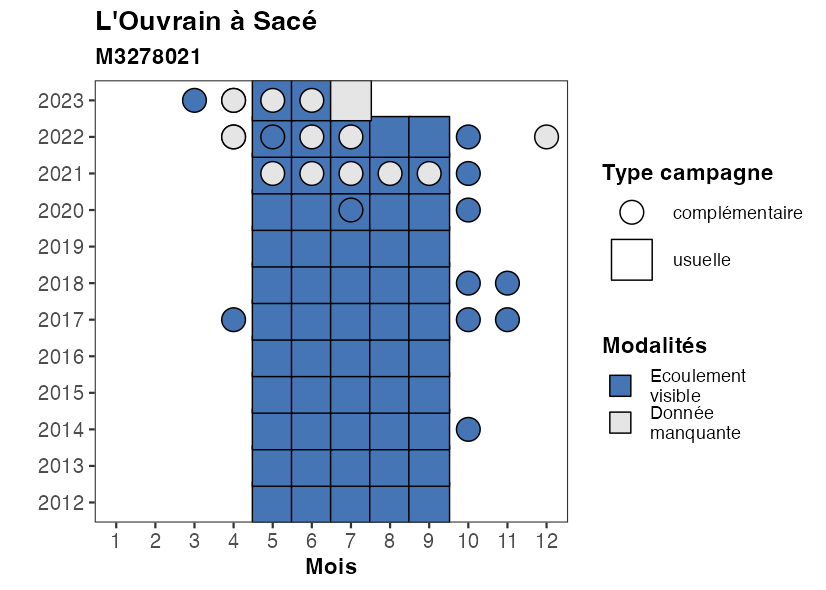 L'Ouvrain à Sacé
M3278021
2023
2022
2021
2020
2019
2018
2017
2016
2015
2014
2013
2012
1 2 3 4 5 6 7 8 9 10 11 12
Mois
Type campagne
complémentaire
usuelle
Modalités
Ecoulement
visible
Donnée
manquante